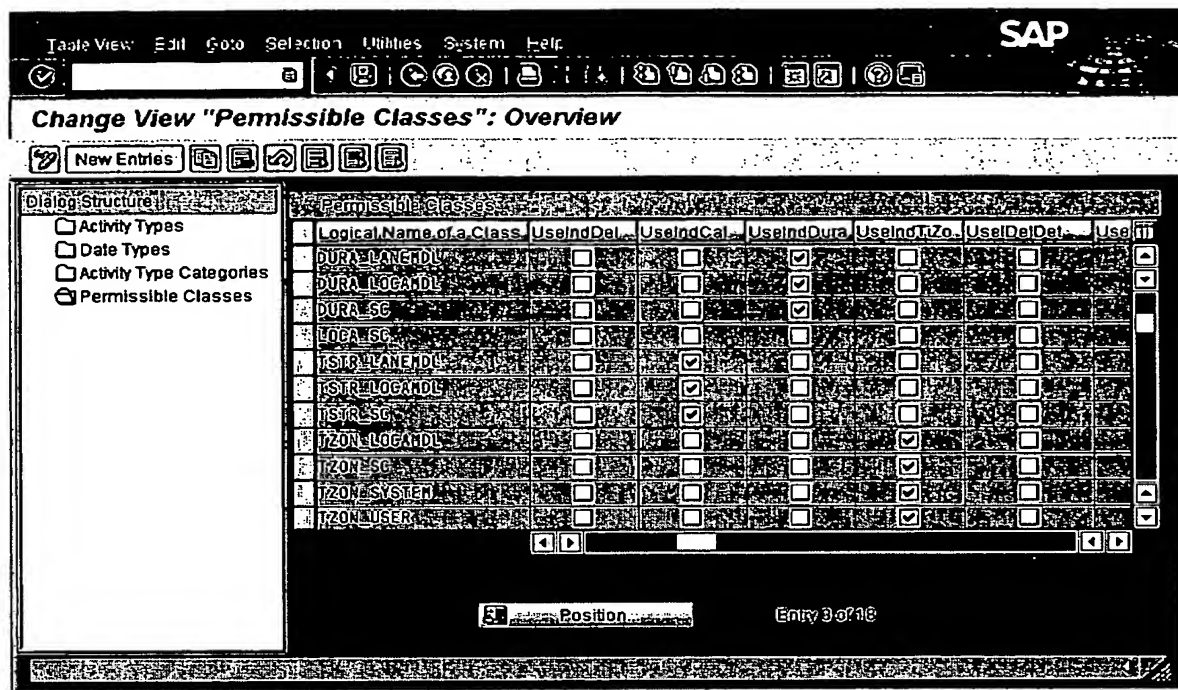 SAP
Table View Edit Goto Selection Utilities System Help
Change View "Permissible Classes": Overview
New Entries
Dialog Structure
Activity Types
Date Types
Activity Type Categories
Permissible Classes
Permissible Classes
Logical Name of a Class UseIndDel... UseIndCal... UseIndDura UseIndTiZo.. UseIDetDet... Use
DURA_LANEMDL
DURA_LOCAMDL
DURA_SC
LOCA_SC
TSTR_LANEMDL
TSTR_LOCAMDL
TSTR_SC
TZON_LOCAMDL
TZON_SC
TZON_SYSTEM
TZON_USER
Position...
Entry 3 of 18